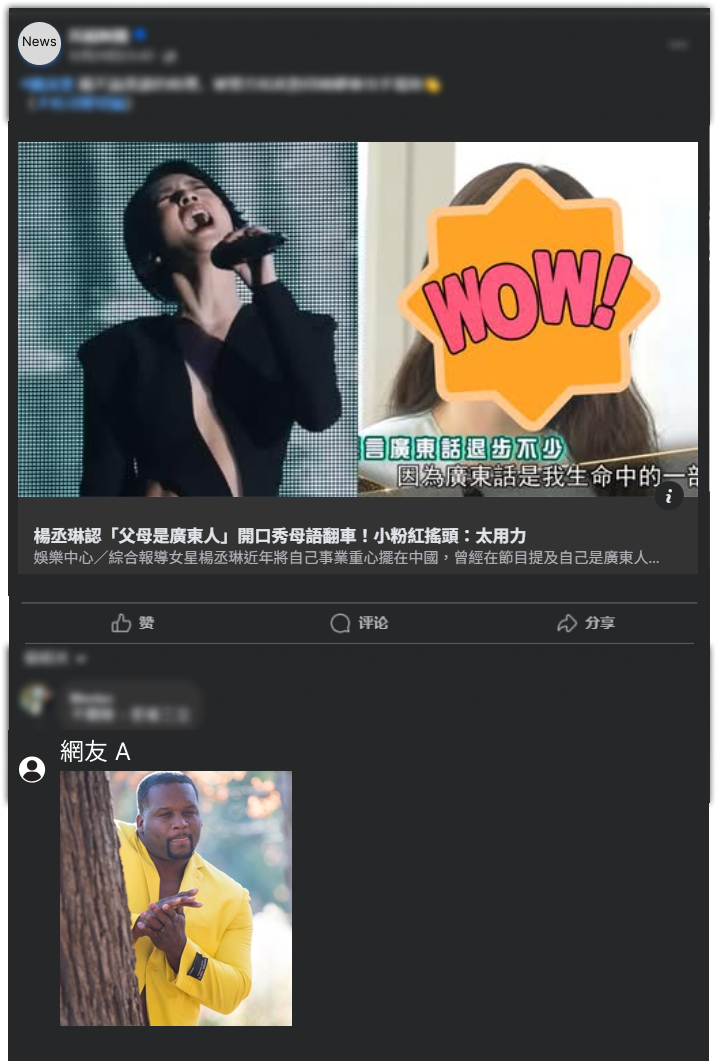 News
WOW!
言廣東話退步不少
因為廣東話是我生命中的一部
楊丞琳認「父母是廣東人」開口秀母語翻車！小粉紅搖頭：太用力
娛樂中心／綜合報導女星楊丞琳近年將自己事業重心擺在中國，曾經在節目提及自己是廣東人...
赞 评论 分享
網友 A